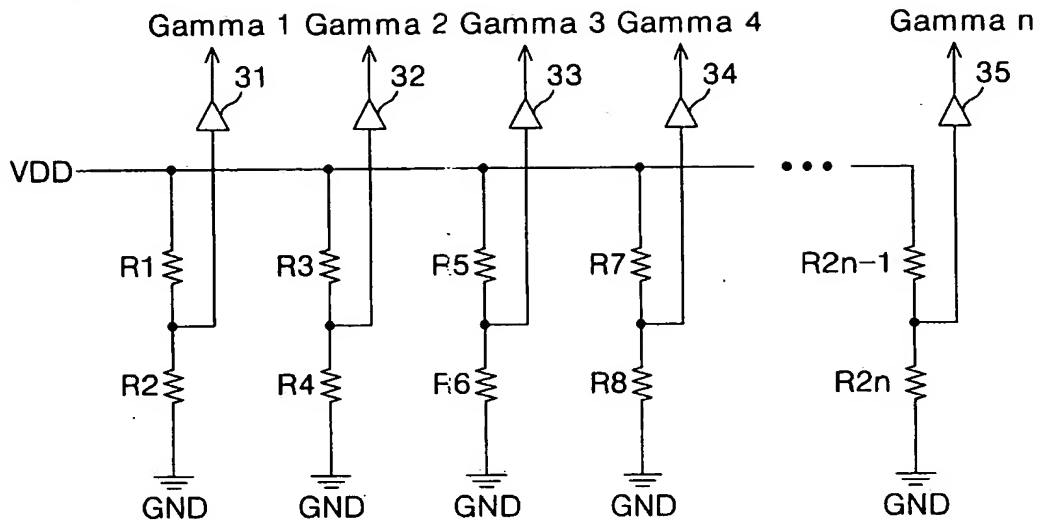 Gamma 1 Gamma 2 Gamma 3 Gamma 4 Gamma n
31 32 33 34 35
VDD
R1 R3 R5 R7 R2n-1
R2 R4 R6 R8 R2n
GND GND GND GND GND